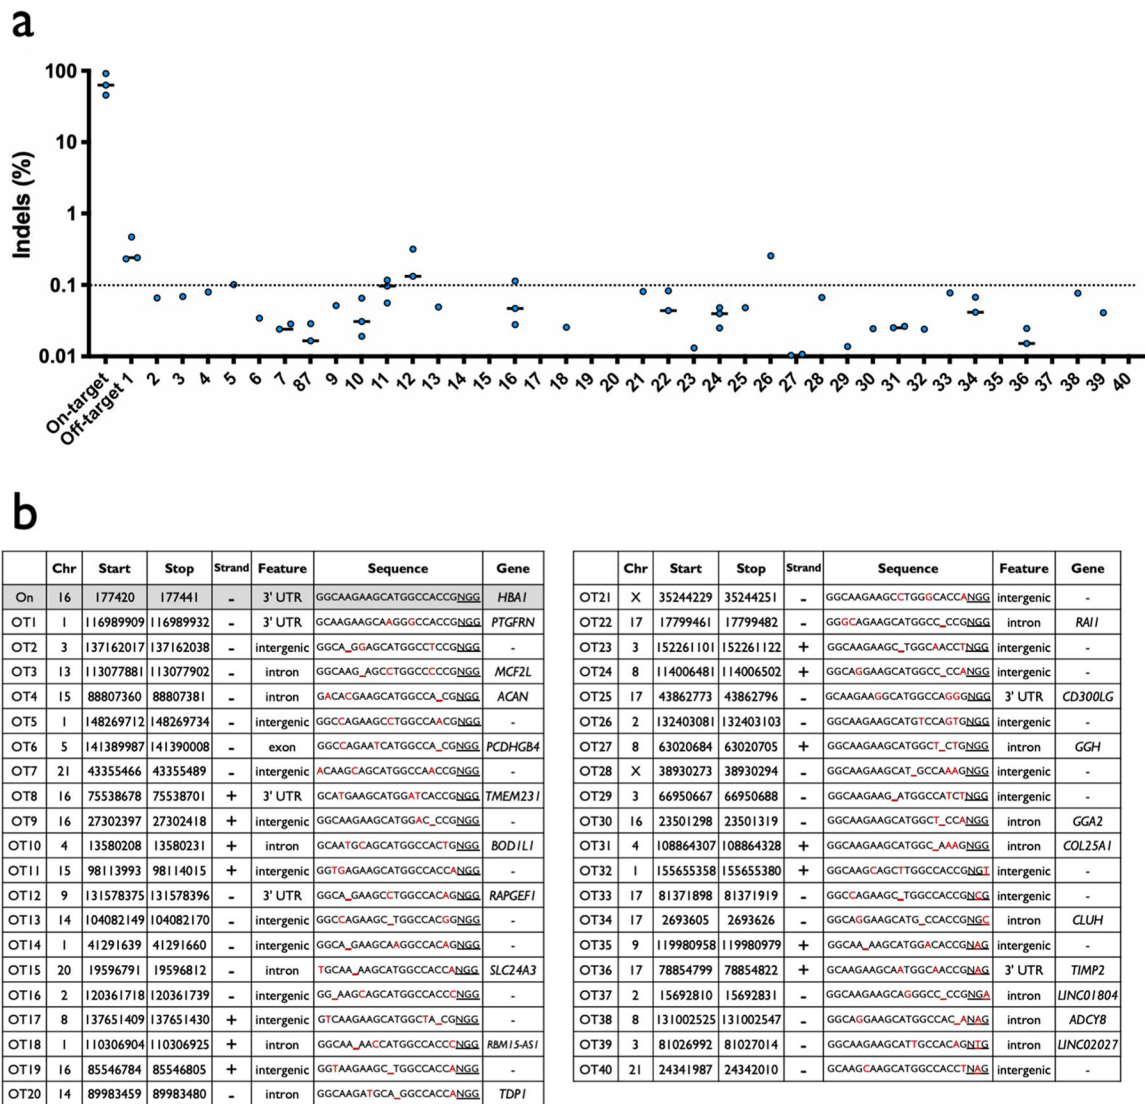 a
100
10
1
0.1
0.01
Indels (%)
On-target Off-target 1 2 3 4 5 6 7 87 9 10 11 12 13 14 15 16 17 18 19 20 21 22 23 24 25 26 27 28 29 30 31 32 33 34 35 36 37 38 39 40
b
Chr Start Stop Strand Feature Sequence Gene
On 16 177420 177441 - 3' UTR GGCAAGAAGCATGGCCACCGNGG HBA1
OT1 1 116989909 116989932 - 3' UTR GCAAGAAGCAAGGGCCACCGNGG PTGFRN
OT2 3 137162017 137162038 - intergenic GGCA_GGAGCATGGCCTCCGNGG -
OT3 13 113077881 113077902 - intron GGCAAG_AGCCTGGCCCCCGNGG MCF2L
OT4 15 88807360 88807381 - intron GACACGAAGCATGGCCA_CGNGG ACAN
OT5 1 148269712 148269734 - intergenic GGCCAGAAGCCTGGCCAACGNGG -
OT6 5 141389987 141390008 - exon GGCCAGAATCATGGCCA_CGNGG PCDHGB4
OT7 21 43355466 43355489 - intergenic ACAAGCAGCATGGCCAACCGNGG -
OT8 16 75538678 75538701 + 3' UTR GCATGAAGCATGGATCACCGNGG TMEM231
OT9 16 27302397 27302418 + intergenic GGCAAGAAGCATGGAC_CCGNGG -
OT10 4 13580208 13580231 + intron GCAATGCAGCATGGCCACTGNGG BOD1L1
OT11 15 98113993 98114015 + intergenic GGTGAGAAGCATGGCCACCANGG -
OT12 9 131578375 131578396 - 3' UTR GGCA_GAAGCCTGGCCACAGNGG RAPGEF1
OT13 14 104082149 104082170 - intergenic GGCCAGAAGC_TGGCCACGGNGG -
OT14 1 41291639 41291660 - intergenic GGCA_GAAGCAAGGCCACAGNGG -
OT15 20 19596791 19596812 - intron TGCAA_AAGCATGGCCACCANGG SLC24A3
OT16 2 120361718 120361739 - intergenic GG_AAGCAGCATGGCCACCCNGG -
OT17 8 137651409 137651430 + intergenic GTCAAGAAGCATGGCTA_CGNGG -
OT18 1 110306904 110306925 + intron GGCAA_AACCATGGCCACCCNGG RBM15-AS1
OT19 16 85546784 85546805 + intergenic GGTAAGAAGC_TGGCCACCANGG -
OT20 14 89983459 89983480 - intron GGCAAGATGCA_GGCCACCANGG TDP1
Chr Start Stop Strand Feature Sequence Gene
OT21 X 35244229 35244251 - GGCAAGAAGCCTGGGCACCANGG intergenic -
OT22 17 17799461 17799482 - GGGCAGAAGCATGGCC_CCGNGG intron RAI1
OT23 3 152261101 152261122 + GGCAAGAAGC_TGGCAACCTNGG intergenic -
OT24 8 114006481 114006502 + GGCAGGAAGCATGGCC_CCANGG intergenic -
OT25 17 43862773 43862796 - GCAAGAAGGCATGGCCAGGGNGG 3' UTR CD300LG
OT26 2 132403081 132403103 - GGCAAGAAGCATGTCCAGTGNGG intergenic -
OT27 8 63020684 63020705 + GGCAAGAAGCATGGCT_CTGNGG intron GGH
OT28 X 38930273 38930294 - GGCAAGAAGCAT_GCCAAAGNGG intergenic -
OT29 3 66950667 66950688 - GGCAAGAAG_ATGGCCATCTNGG intergenic -
OT30 16 23501298 23501319 - GGCAAGAAGCATGGCT_CCANGG intron GGA2
OT31 4 108864307 108864328 + GGCAAGAAGCATGGC_AAAGNGG intron COL25A1
OT32 1 155655358 155655380 + GGCAAGCAGCTTGGCCACCGNGT intergenic -
OT33 17 81371898 81371919 - GGCCAGAAGC_TGGCCACCGNCG intergenic -
OT34 17 2693605 2693626 - GGCAGGAAGCATG_CCACCGNGC intron CLUH
OT35 9 119980958 119980979 + GGCAA_AAGCATGGACACCGNAG intergenic -
OT36 17 78854799 78854822 + GCAAGAAGCAATGGCAACCGNAG 3' UTR TIMP2
OT37 2 15692810 15692831 - GGCAAGAAGCAGGGCC_CCGNGA intron LINC01804
OT38 8 131002525 131002547 - GGCAGGAAGCATGGCCAC_ANAG intron ADCY8
OT39 3 81026992 81027014 - GGCAAGAAGCATTGCCACAGNTG intron LINC02027
OT40 21 24341987 24342010 - GCAAGCAAGCATGGCCACCTNAG intergenic -